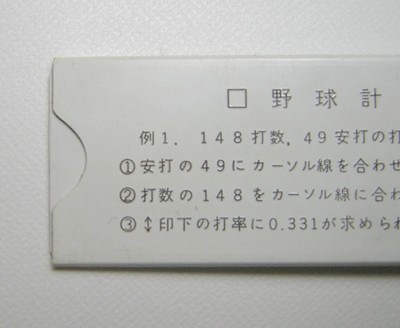 □ 野球計
例1. 148打数, 49安打の打
①安打の49にカーソル線を合わせ
②打数の148をカーソル線に合わ
③↕印下の打率に0.331が求められ